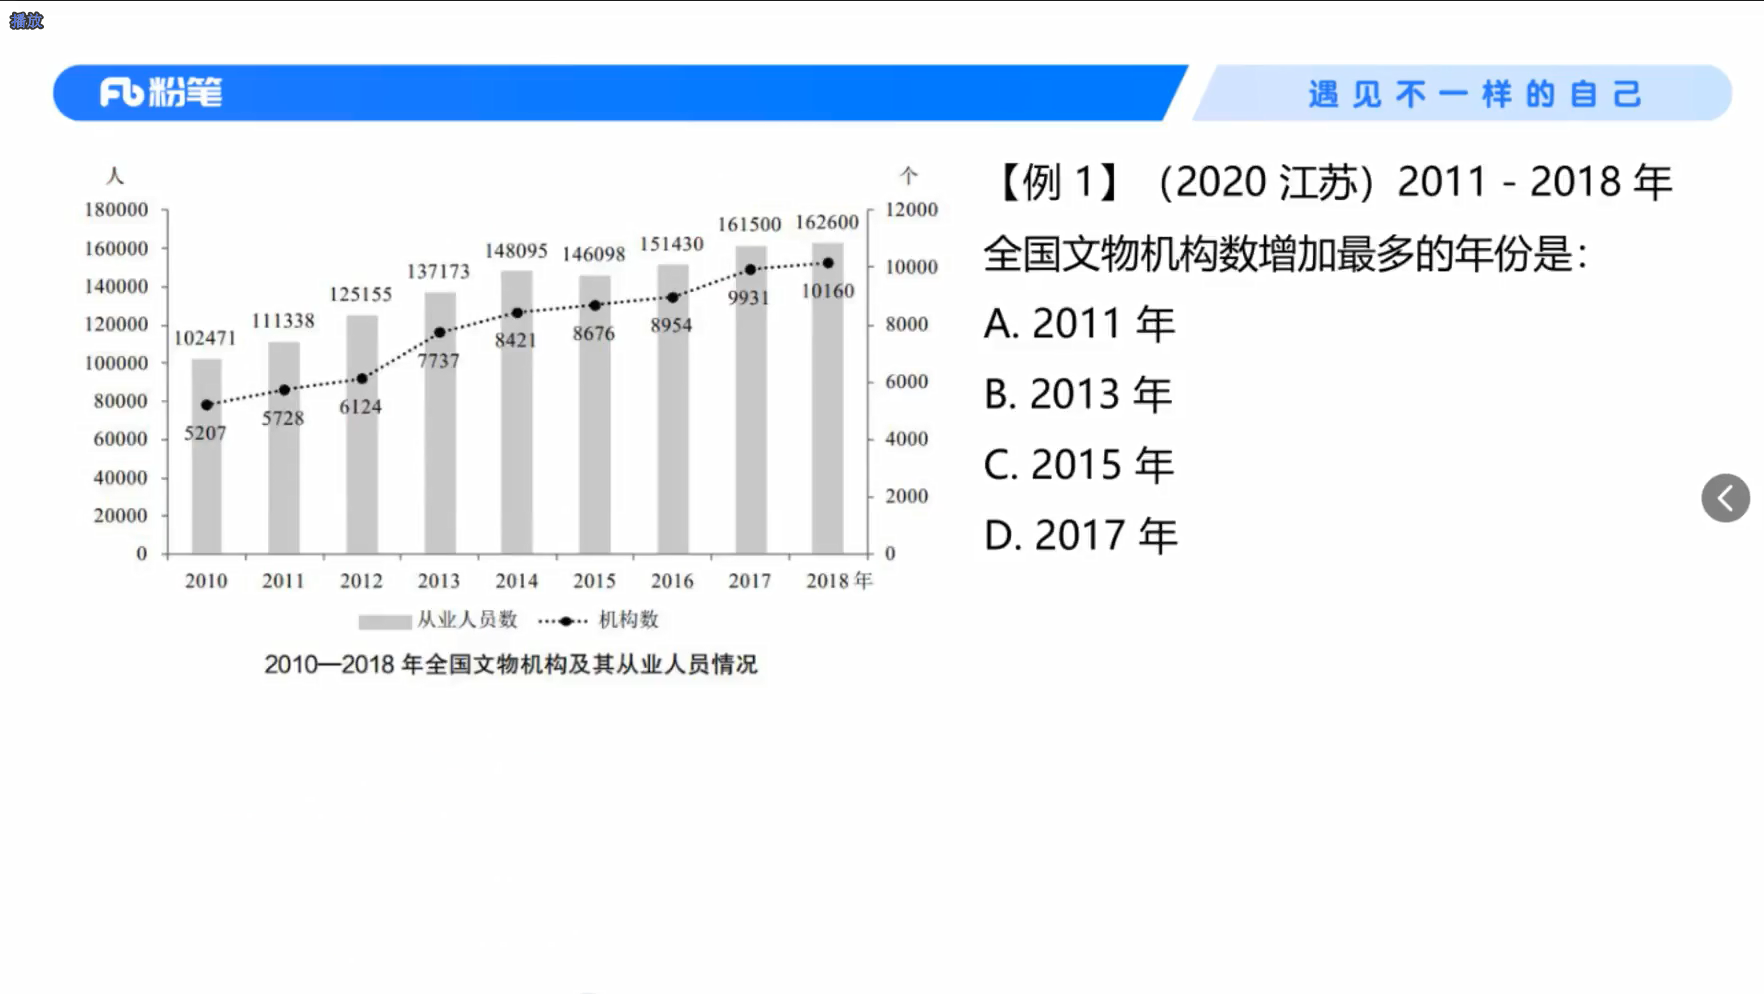 播放
粉笔
遇见不一样的自己
人
个
180000
160000
140000
120000
100000
80000
60000
40000
20000
0
12000
10000
8000
6000
4000
2000
0
102471
111338
125155
137173
148095
146098
151430
161500
162600
5207
5728
6124
7737
8421
8676
8954
9931
10160
2010 2011 2012 2013 2014 2015 2016 2017 2018 年
从业人员数 机构数
2010—2018 年全国文物机构及其从业人员情况
【例 1】（2020 江苏）2011 - 2018 年
全国文物机构数增加最多的年份是：
A. 2011 年
B. 2013 年
C. 2015 年
D. 2017 年